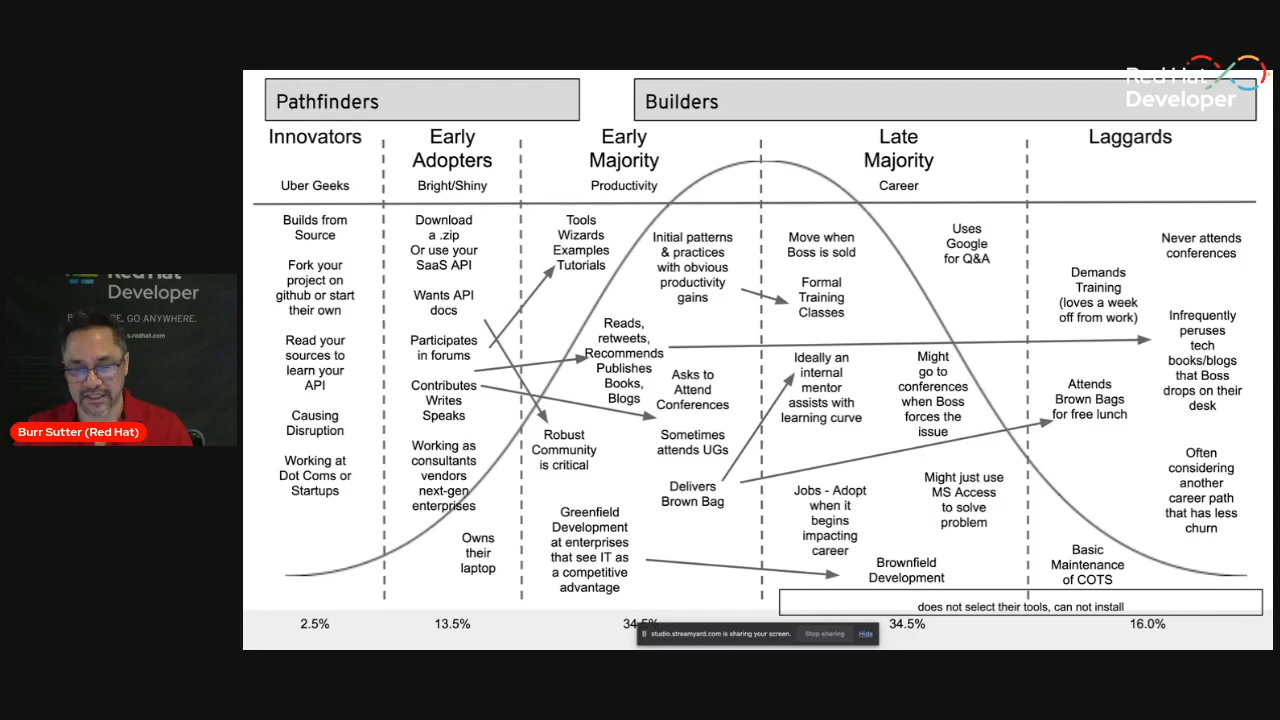 Pathfinders
Builders
Red Hat
Developer
Innovators
Early
Adopters
Early
Majority
Late
Majority
Laggards
Uber Geeks
Bright/Shiny
Productivity
Career
Builds from
Source
Fork your
project on
github or start
their own
Read your
sources to
learn your
API
Causing
Disruption
Working at
Dot Coms or
Startups
Download
a .zip
Or use your
SaaS API
Wants API
docs
Participates
in forums
Contributes
Writes
Speaks
Working as
consultants
vendors
next-gen
enterprises
Owns
their
laptop
Tools
Wizards
Examples
Tutorials
Initial patterns
& practices
with obvious
productivity
gains
Reads,
retweets,
Recommends
Publishes
Books,
Blogs
Asks to
Attend
Conferences
Robust
Community
is critical
Sometimes
attends UGs
Delivers
Brown Bag
Greenfield
Development
at enterprises
that see IT as
a competitive
advantage
Move when
Boss is sold
Formal
Training
Classes
Uses
Google
for Q&A
Ideally an
internal
mentor
assists with
learning curve
Might
go to
conferences
when Boss
forces the
issue
Jobs - Adopt
when it
begins
impacting
career
Might just use
MS Access
to solve
problem
Brownfield
Development
Never attends
conferences
Demands
Training
(loves a week
off from work)
Infrequently
peruses
tech
books/blogs
that Boss
drops on their
desk
Attends
Brown Bags
for free lunch
Often
considering
another
career path
that has less
churn
Basic
Maintenance
of COTS
does not select their tools, can not install
2.5%
13.5%
34.5%
34.5%
16.0%
studio.streamyard.com is sharing your screen.
Stop sharing
Hide
Red Hat
Developer
GO ANYWHERE.
Burr Sutter (Red Hat)